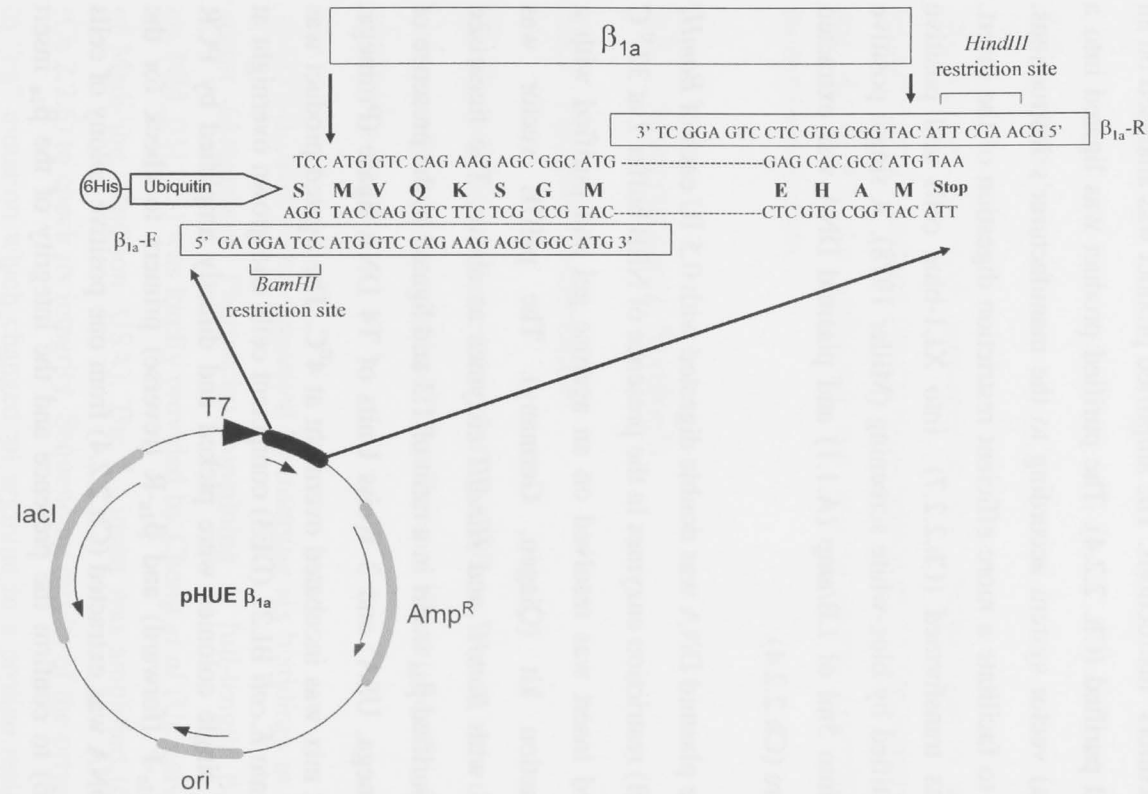 β1a
HindIII
restriction site
3' TC GGA GTC CTC GTG CGG TAC ATT CGA ACG 5'
β1a-R
TCC ATG GTC CAG AAG AGC GGC ATG--------------------GAG CAC GCC ATG TAA
6His
Ubiquitin
S M V Q K S G M
E H A M Stop
AGG TAC CAG GTC TTC TCG CCG TAC--------------------CTC GTG CGG TAC ATT
β1a-F
5' GA GGA TCC ATG GTC CAG AAG AGC GGC ATG 3'
BamHI
restriction site
T7
lacI
pHUE β1a
AmpR
ori